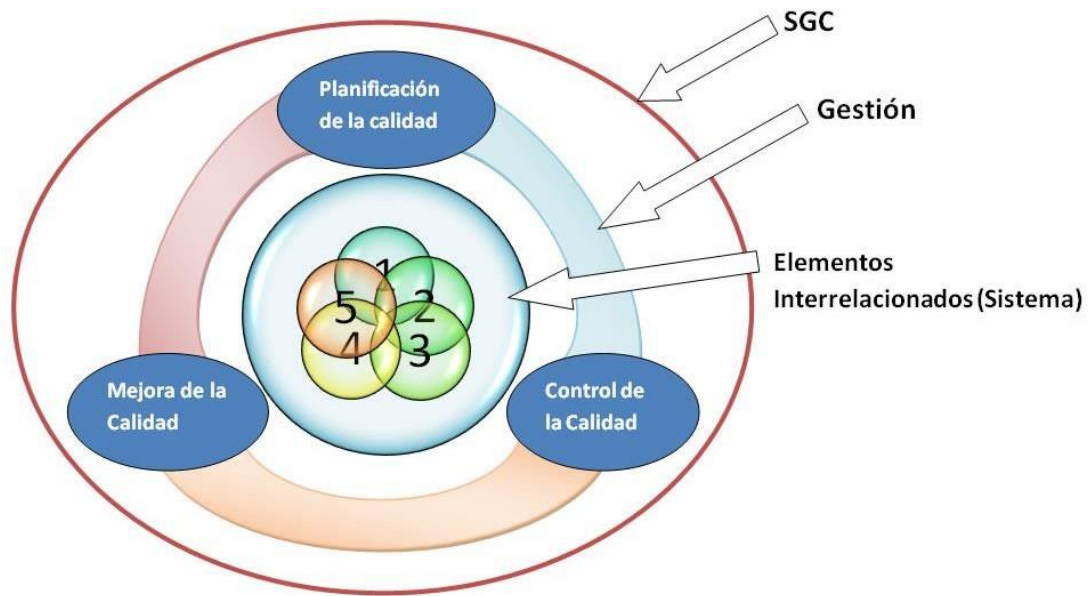 SGC
Planificación
de la calidad
Gestión
Elementos
Interrelacionados (Sistema)
1
5
2
4
3
Mejora de la
Calidad
Control de
la Calidad